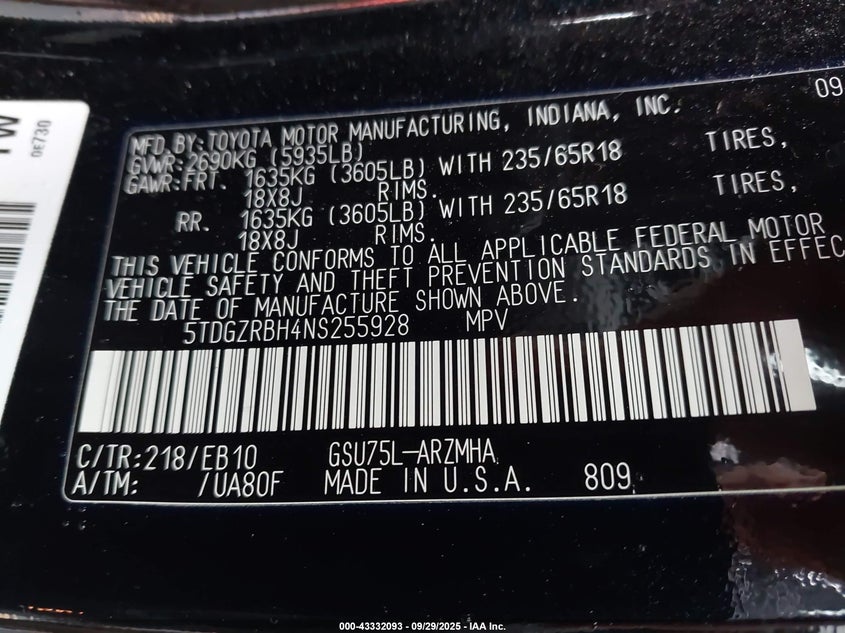 09
MFD.BY:TOYOTA MOTOR MANUFACTURING, INDIANA, INC.
GVWR:2690KG (5935LB)
GAWR:FRT. 1635KG (3605LB) WITH 235/65R18 TIRES,
18X8J RIMS.
RR. 1635KG (3605LB) WITH 235/65R18 TIRES,
18X8J RIMS.
THIS VEHICLE CONFORMS TO ALL APPLICABLE FEDERAL MOTOR
VEHICLE SAFETY AND THEFT PREVENTION STANDARDS IN EFFEC
THE DATE OF MANUFACTURE SHOWN ABOVE.
5TDGZRBH4NS255928 MPV
C/TR:218/EB10 GSU75L-ARZMHA
A/TM: /UA80F MADE IN U.S.A. 809
0E730
000-43332093 - 09/29/2025 - IAA Inc.